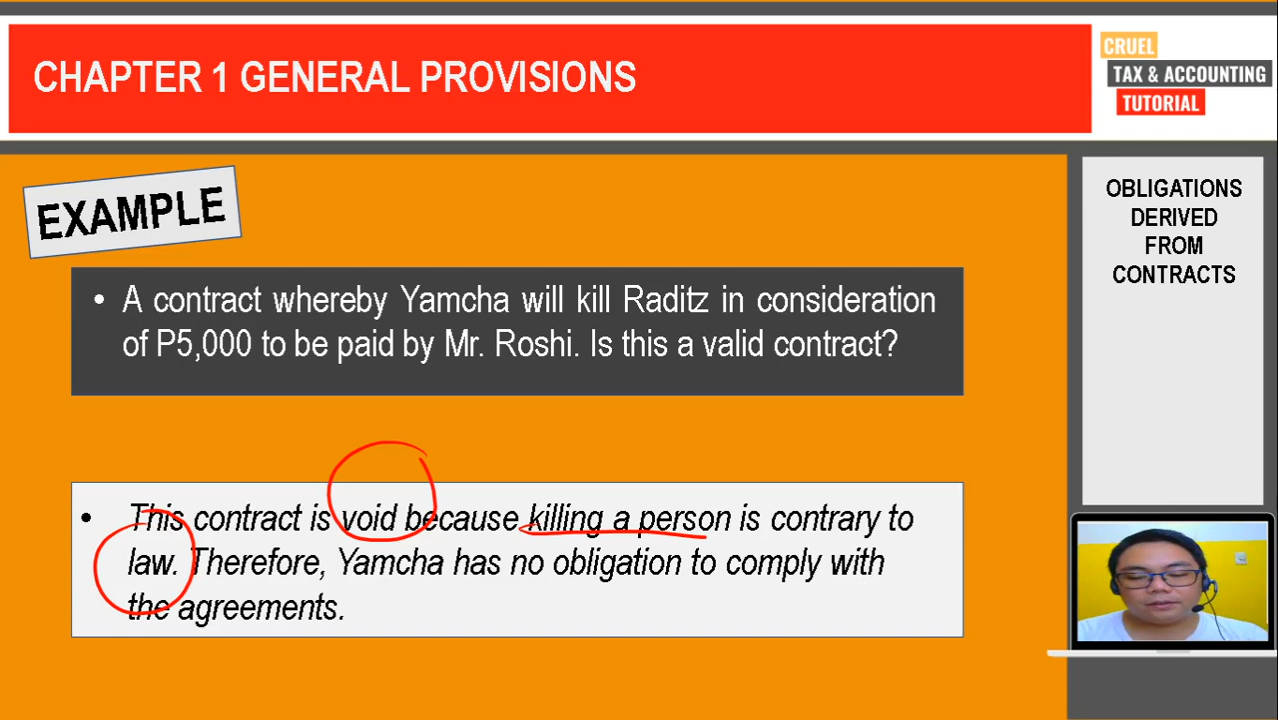 CHAPTER 1 GENERAL PROVISIONS
CRUEL
TAX & ACCOUNTING
TUTORIAL
EXAMPLE
• A contract whereby Yamcha will kill Raditz in consideration
of P5,000 to be paid by Mr. Roshi. Is this a valid contract?
• This contract is void because killing a person is contrary to
law. Therefore, Yamcha has no obligation to comply with
the agreements.
OBLIGATIONS
DERIVED
FROM
CONTRACTS